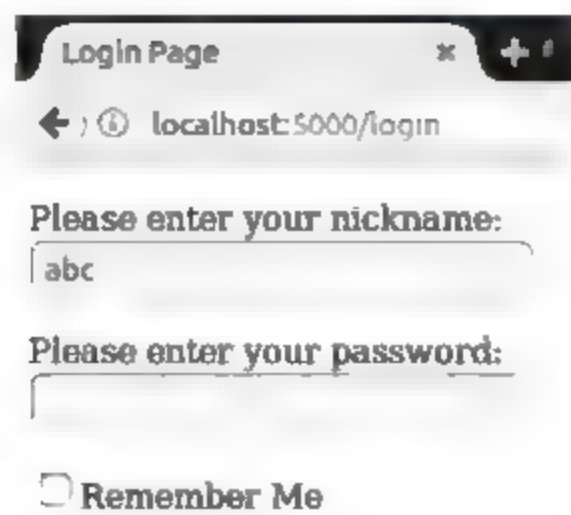 Login Page
localhost:5000/login
Please enter your nickname:
abc
Please enter your password:
Remember Me